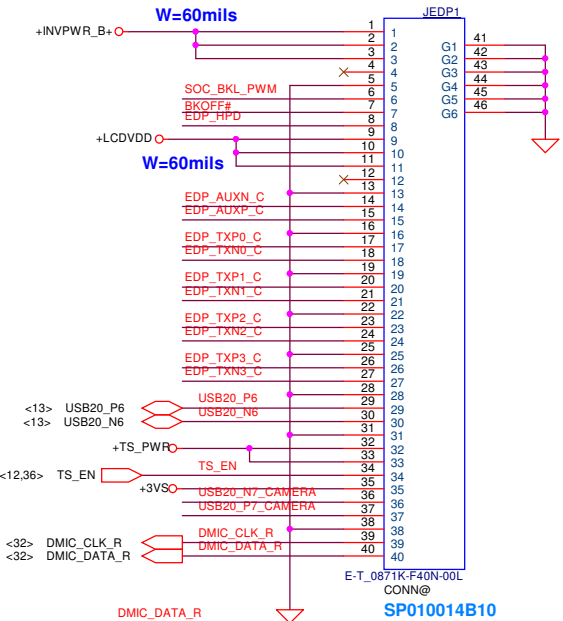 JEDP1
W=60mils
+INVPWR_B+
1 1
2 2
3 3
4 4
5 5
SOC_BKL_PWM 6 6
BKOFF# 7 7
EDP_HPD 8 8
+LCDVDD 9 9
10 10
11 11
W=60mils
12 12
13 13
EDP_AUXN_C 14 14
EDP_AUXP_C 15 15
16 16
EDP_TXP0_C 17 17
EDP_TXN0_C 18 18
19 19
EDP_TXP1_C 20 20
EDP_TXN1_C 21 21
22 22
EDP_TXP2_C 23 23
EDP_TXN2_C 24 24
25 25
EDP_TXP3_C 26 26
EDP_TXN3_C 27 27
28 28
<13> USB20_P6 USB20_P6 29 29
<13> USB20_N6 USB20_N6 30 30
31 31
+TS_PWR 32 32
33 33
<12,36> TS_EN TS_EN 34 34
+3VS 35 35
USB20_N7_CAMERA 36 36
USB20_P7_CAMERA 37 37
38 38
<32> DMIC_CLK_R DMIC_CLK_R 39 39
<32> DMIC_DATA_R DMIC_DATA_R 40 40
G1 41
G2 42
G3 43
G4 44
G5 45
G6 46
E-T_0871K-F40N-00L
CONN@
SP010014B10
DMIC_DATA_R